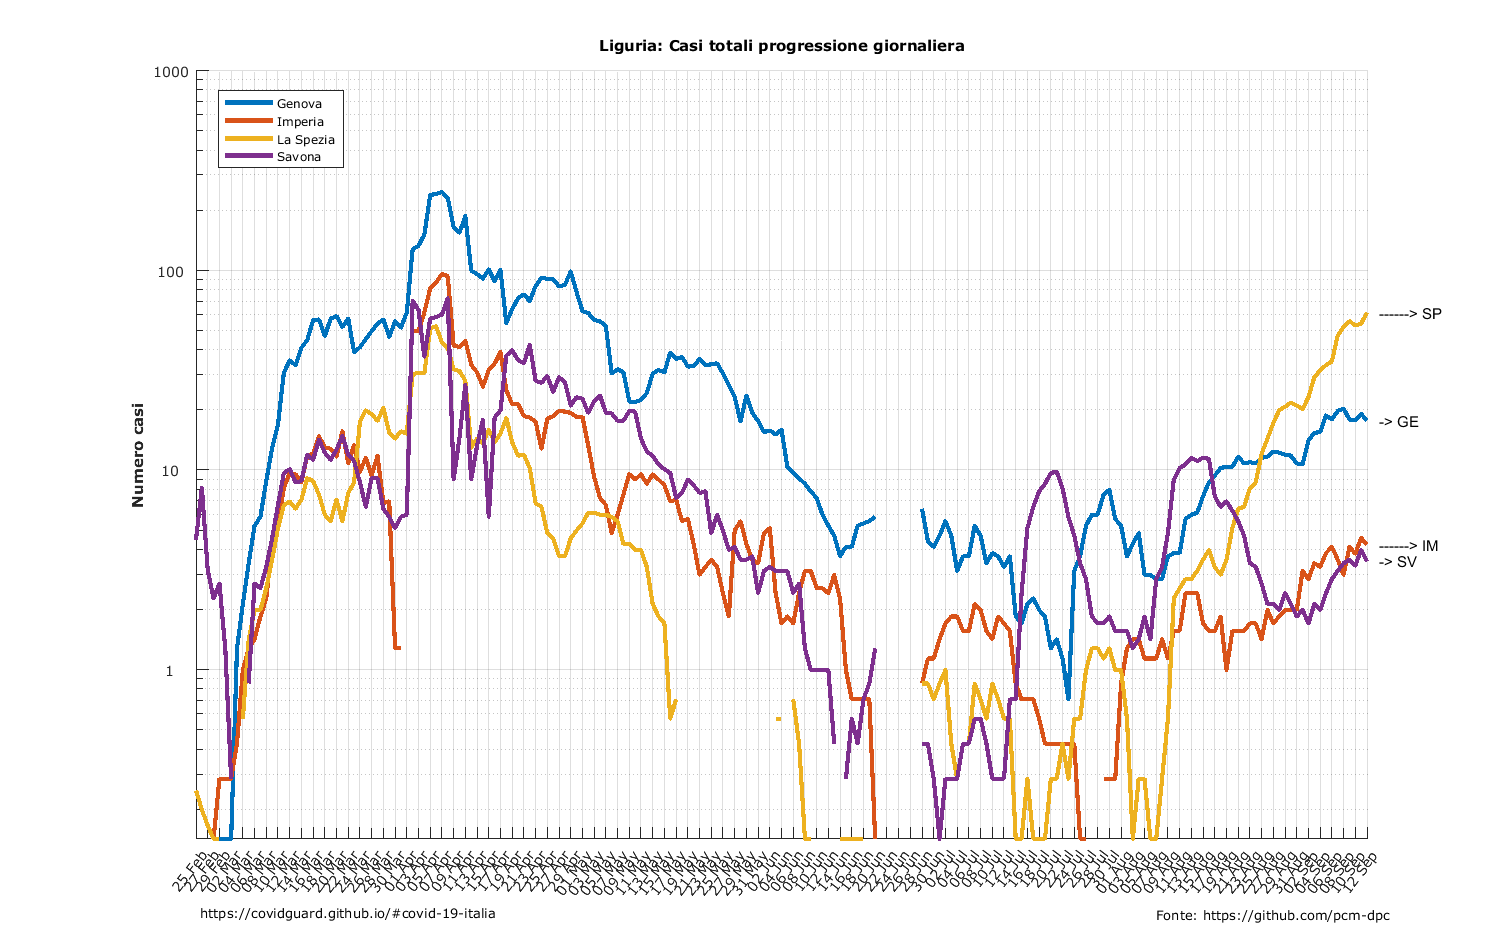 Liguria: Casi totali progressione giornaliera
1000
100
10
1
Numero casi
Genova
Imperia
La Spezia
Savona
------> SP
-> GE
------> IM
-> SV
25 Feb
27 Feb
29 Feb
02 Mar
04 Mar
06 Mar
08 Mar
10 Mar
12 Mar
14 Mar
16 Mar
18 Mar
20 Mar
22 Mar
24 Mar
26 Mar
28 Mar
30 Mar
01 Apr
03 Apr
05 Apr
07 Apr
09 Apr
11 Apr
13 Apr
15 Apr
17 Apr
19 Apr
21 Apr
23 Apr
25 Apr
27 Apr
29 Apr
01 May
03 May
05 May
07 May
09 May
11 May
13 May
15 May
17 May
19 May
21 May
23 May
25 May
27 May
29 May
31 May
02 Jun
04 Jun
06 Jun
08 Jun
10 Jun
12 Jun
14 Jun
16 Jun
18 Jun
20 Jun
22 Jun
24 Jun
26 Jun
28 Jun
30 Jun
02 Jul
04 Jul
06 Jul
08 Jul
10 Jul
12 Jul
14 Jul
16 Jul
18 Jul
20 Jul
22 Jul
24 Jul
26 Jul
28 Jul
30 Jul
01 Aug
03 Aug
05 Aug
07 Aug
09 Aug
11 Aug
13 Aug
15 Aug
17 Aug
19 Aug
21 Aug
23 Aug
25 Aug
27 Aug
29 Aug
31 Aug
02 Sep
04 Sep
06 Sep
08 Sep
10 Sep
12 Sep
https://covidguard.github.io/#covid-19-italia
Fonte: https://github.com/pcm-dpc